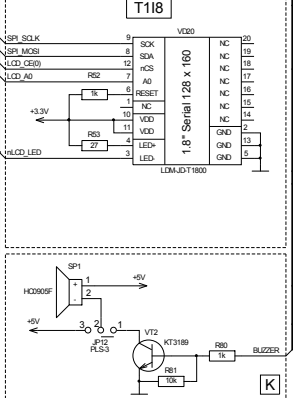 T1I8
VD20
SPI_SCLK 9 SCK NC 20
SPI_MOSI 8 SDA NC 19
LCD_CE(0) 12 nCS NC 18
LCD_A0 R52 7 A0 NC 17
1k 6 RESET NC 16
1 NC NC 15
+3.3V 10 VDD NC 14
11 VDD GND 2
R53 27 4 LED+ GND 13
nLCD_LED 3 LED- GND 5
1.8" Serial 128 x 160
LDM-JD-T1800
SP1
HC0905F + 1 +5V
- 2
+5V 3 2 1
JP12
PLS-3
VT2
KT3189
R80
1k
BUZZER
R81
10k
K